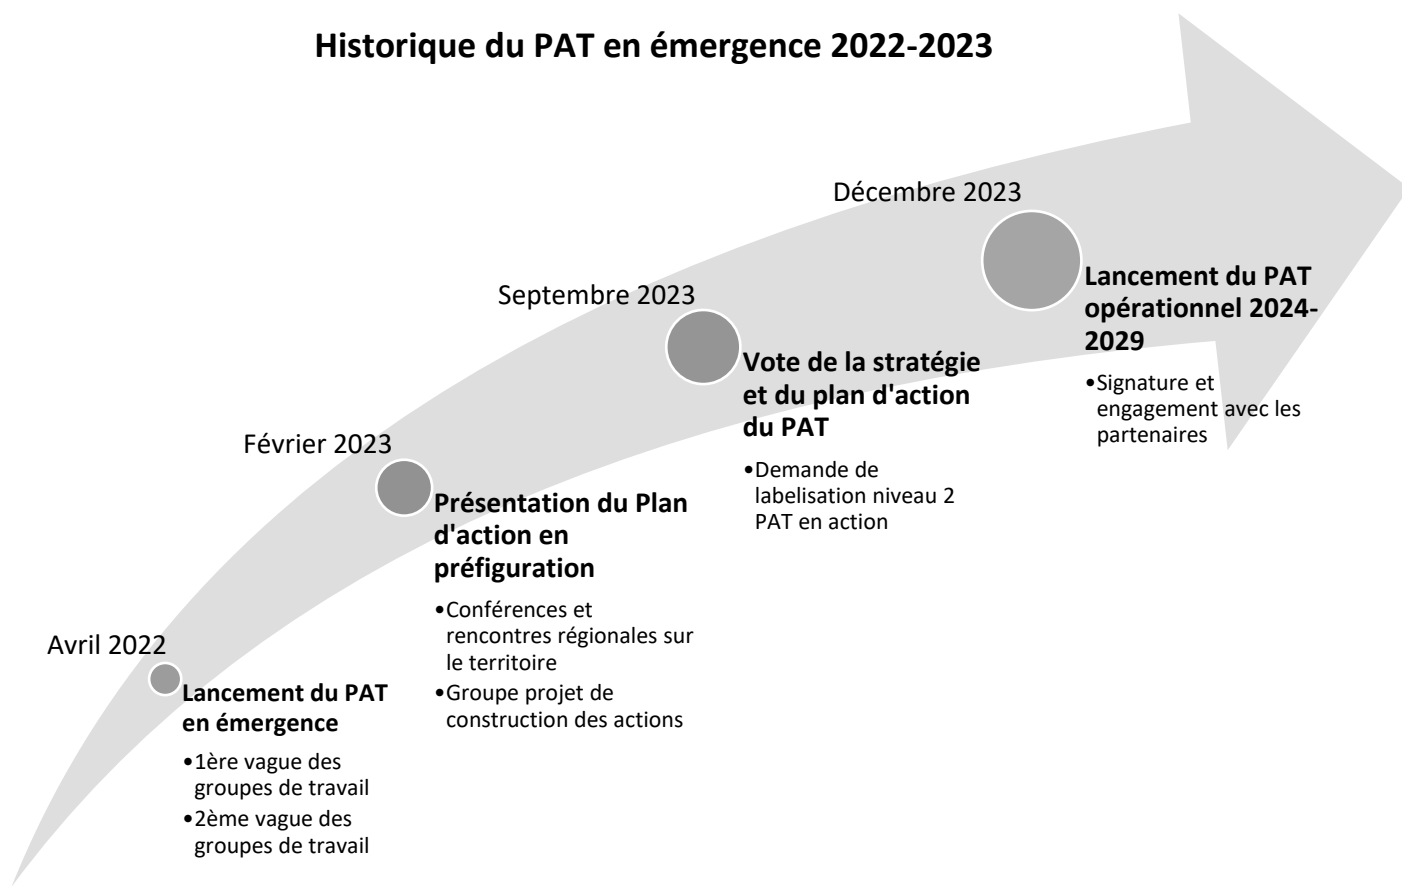 Historique du PAT en émergence 2022-2023
Avril 2022
Lancement du PAT
en émergence
•1ère vague des
groupes de travail
•2ème vague des
groupes de travail
Février 2023
Présentation du Plan
d'action en
préfiguration
•Conférences et
rencontres régionales sur
le territoire
•Groupe projet de
construction des actions
Septembre 2023
Vote de la stratégie
et du plan d'action
du PAT
•Demande de
labelisation niveau 2
PAT en action
Décembre 2023
Lancement du PAT
opérationnel 2024-
2029
•Signature et
engagement avec les
partenaires